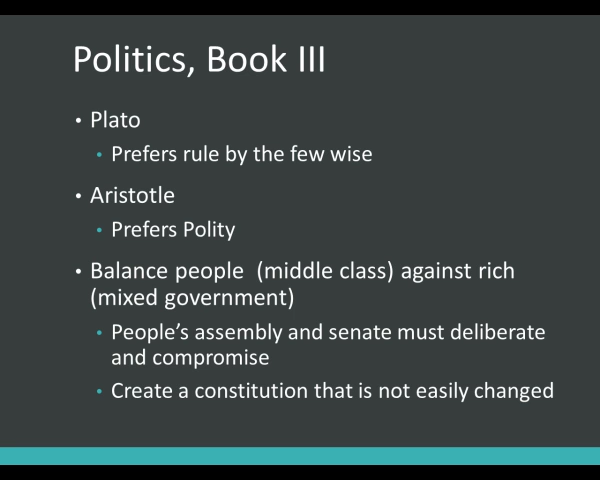 Politics, Book III
• Plato
• Prefers rule by the few wise
• Aristotle
• Prefers Polity
• Balance people  (middle class) against rich
(mixed government)
• People's assembly and senate must deliberate
and compromise
• Create a constitution that is not easily changed